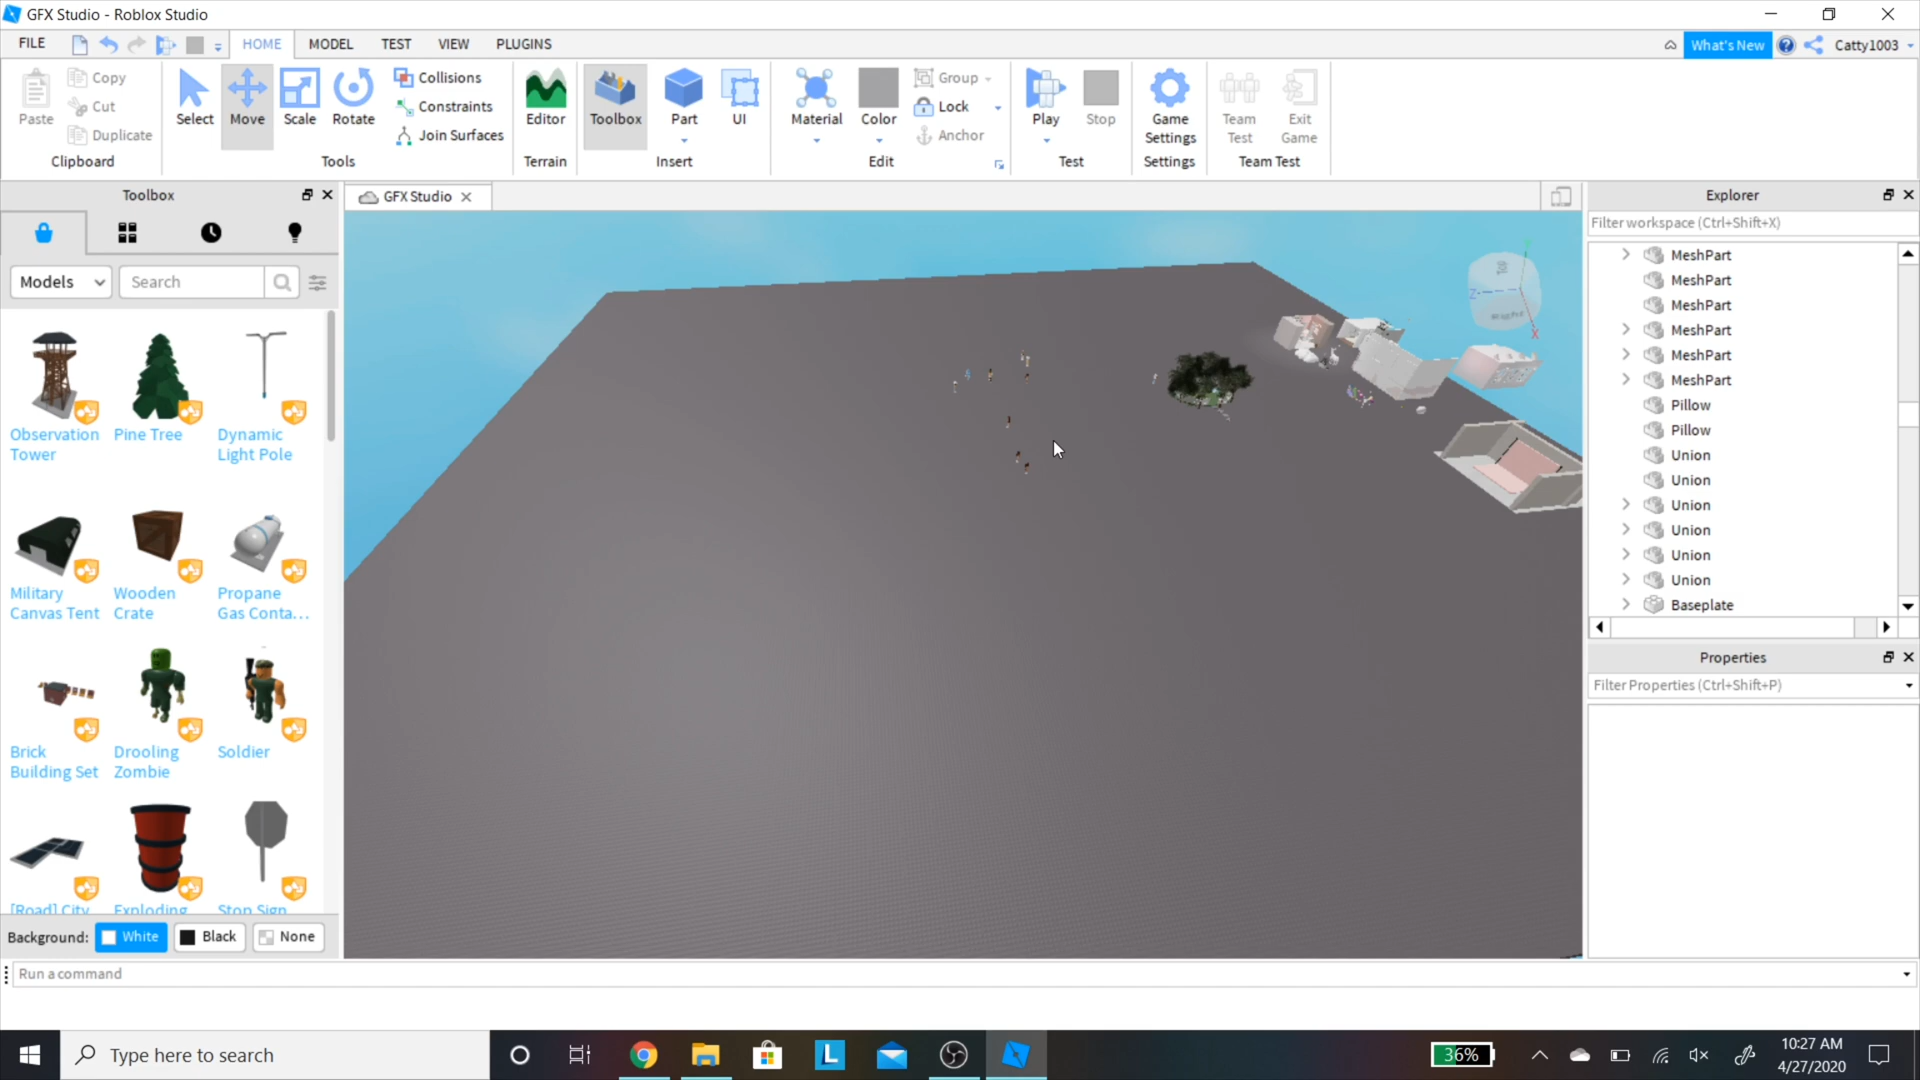 GFX Studio - Roblox Studio
FILE HOME MODEL TEST VIEW PLUGINS What's New Catty1003
Paste
Copy
Cut
Duplicate
Clipboard
Select Move Scale Rotate
Collisions
Constraints
Join Surfaces
Tools
Editor
Terrain
Toolbox Part UI
Insert
Material Color
Group
Lock
Anchor
Edit
Play Stop
Test
Game
Settings
Settings
Team
Test
Exit
Game
Team Test
Toolbox
GFX Studio
Models
Search
Observation
Tower
Pine Tree
Dynamic
Light Pole
Military
Canvas Tent
Wooden
Crate
Propane
Gas Conta...
Brick
Building Set
Drooling
Zombie
Soldier
[Road] City
Exploding
Stop Sign
Background: White Black None
Z
X
Explorer
Filter workspace (Ctrl+Shift+X)
MeshPart
MeshPart
MeshPart
MeshPart
MeshPart
MeshPart
Pillow
Pillow
Union
Union
Union
Union
Union
Union
Baseplate
Properties
Filter Properties (Ctrl+Shift+P)
Run a command
Type here to search
L
36%
10:27 AM
4/27/2020